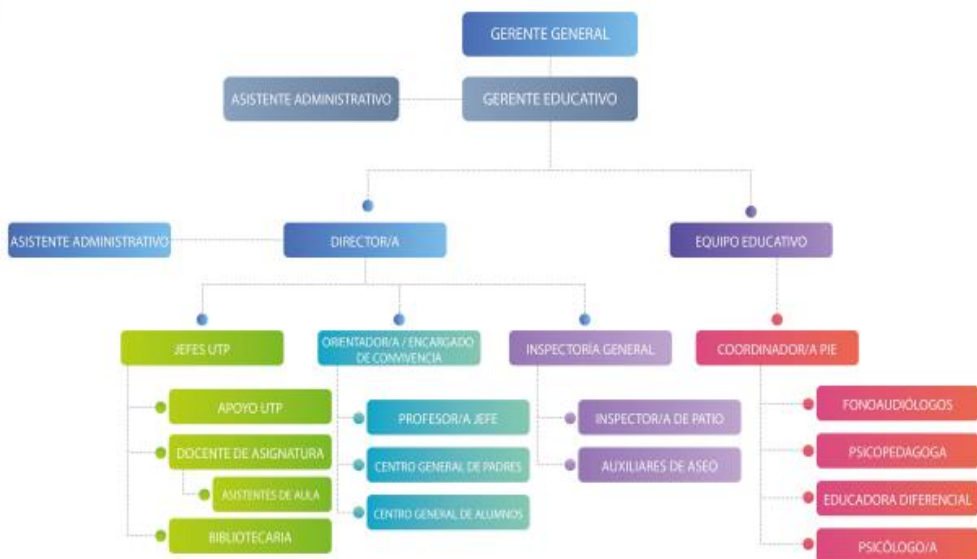 GERENTE GENERAL
ASISTENTE ADMINISTRATIVO
GERENTE EDUCATIVO
ASISTENTE ADMINISTRATIVO
DIRECTOR/A
EQUIPO EDUCATIVO
JEFES UTP
ORIENTADOR/A / ENCARGADO
DE CONVIVENCIA
INSPECTORÍA GENERAL
COORDINADOR/A PIE
APOYO UTP
DOCENTE DE ASIGNATURA
ASISTENTES DE AULA
BIBLIOTECARIA
PROFESOR/A JEFE
CENTRO GENERAL DE PADRES
CENTRO GENERAL DE ALUMNOS
INSPECTOR/A DE PATIO
AUXILIARES DE ASEO
FONOAUDIÓLOGOS
PSICOPEDAGOGA
EDUCADORA DIFERENCIAL
PSICÓLOGO/A